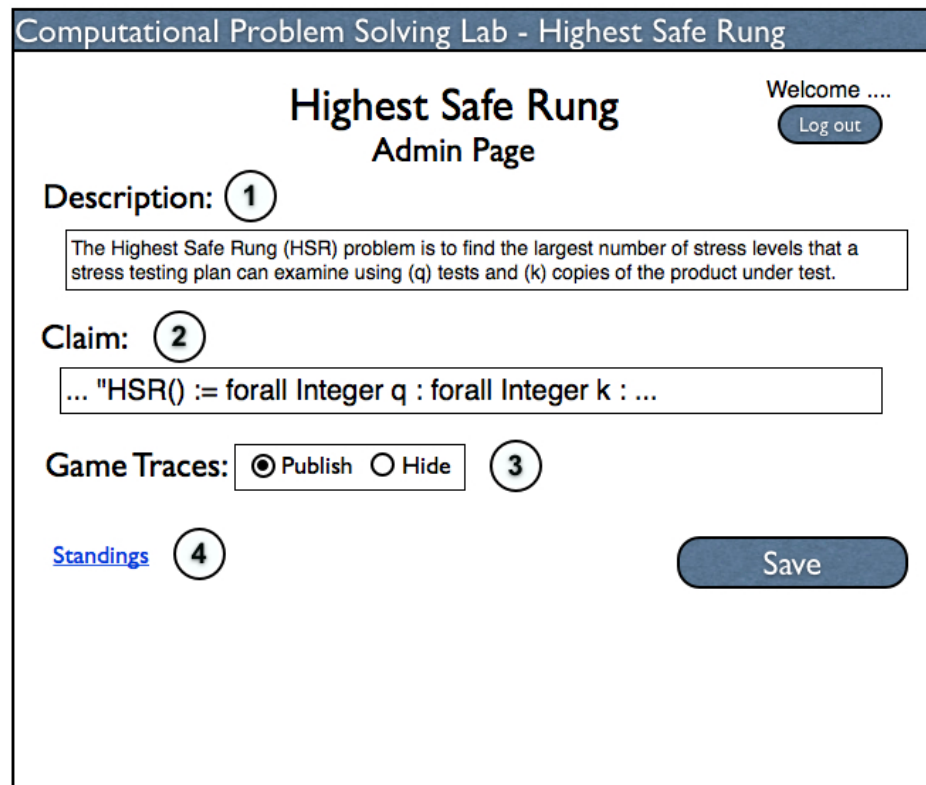 Computational Problem Solving Lab - Highest Safe Rung
Welcome ....
Highest Safe Rung
Log out
Admin Page
Description: 1
The Highest Safe Rung (HSR) problem is to find the largest number of stress levels that a
stress testing plan can examine using (q) tests and (k) copies of the product under test.
Claim: 2
... "HSR() := forall Integer q : forall Integer k : ...
Game Traces: Publish Hide 3
Standings 4
Save